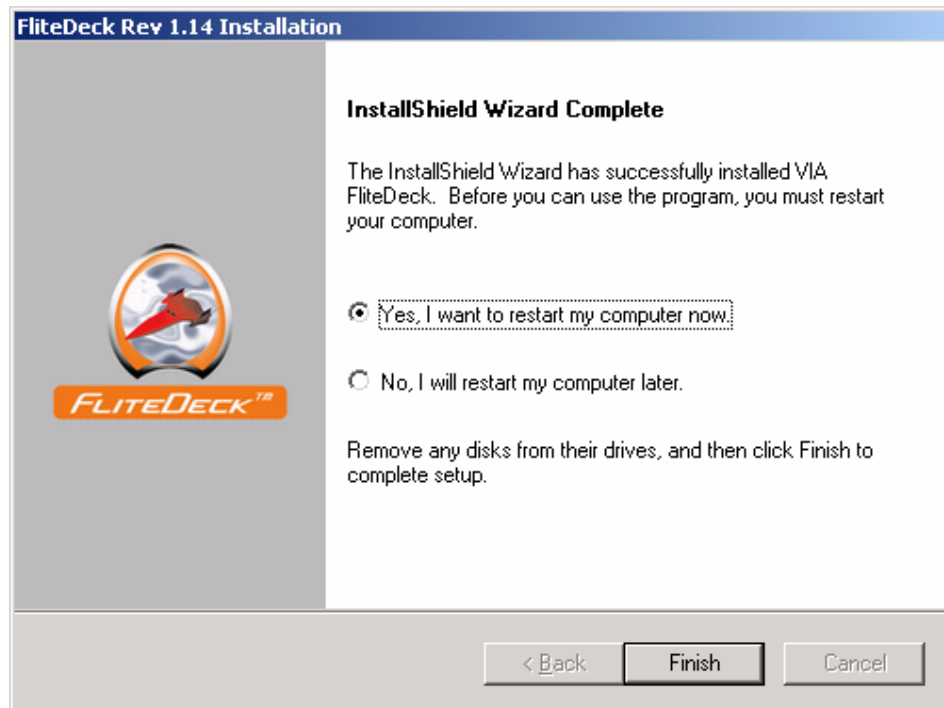 FliteDeck Rev 1.14 Installation
InstallShield Wizard Complete
The InstallShield Wizard has successfully installed VIA
FliteDeck. Before you can use the program, you must restart
your computer.
Yes, I want to restart my computer now.
No, I will restart my computer later.
FLITEDECK™
Remove any disks from their drives, and then click Finish to
complete setup.
< Back
Finish
Cancel